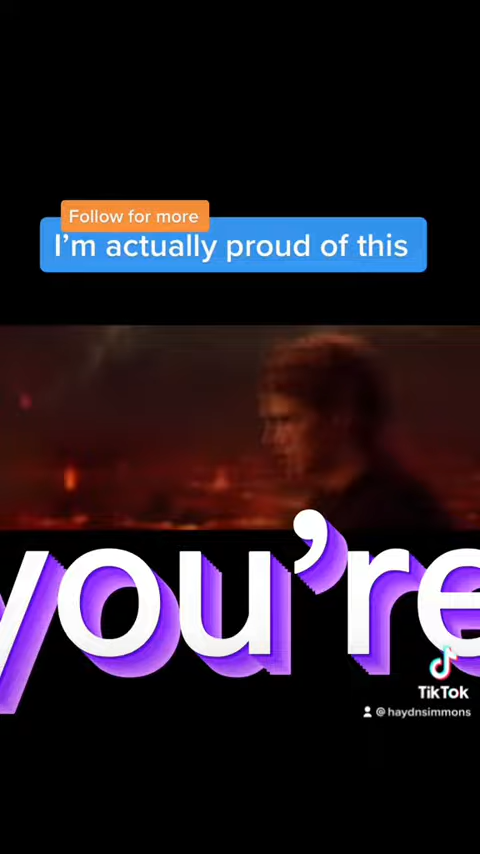 Follow for more
I’m actually proud of this
you’re
TikTok
@haydnsimmons